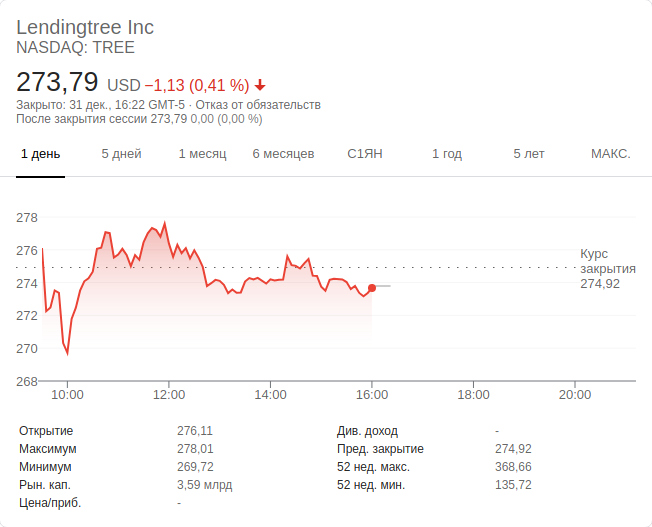 Lendingtree Inc
NASDAQ: TREE
273,79 USD −1,13 (0,41 %)
Закрыто: 31 дек., 16:22 GMT-5 · Отказ от обязательств
После закрытия сессии 273,79 0,00 (0,00 %)
1 день 5 дней 1 месяц 6 месяцев С1ЯН 1 год 5 лет МАКС.
278
276
274
272
270
268
Курс
закрытия
274,92
10:00 12:00 14:00 16:00 18:00 20:00
Открытие 276,11 Див. доход -
Максимум 278,01 Пред. закрытие 274,92
Минимум 269,72 52 нед. макс. 368,66
Рын. кап. 3,59 млрд 52 нед. мин. 135,72
Цена/приб. -